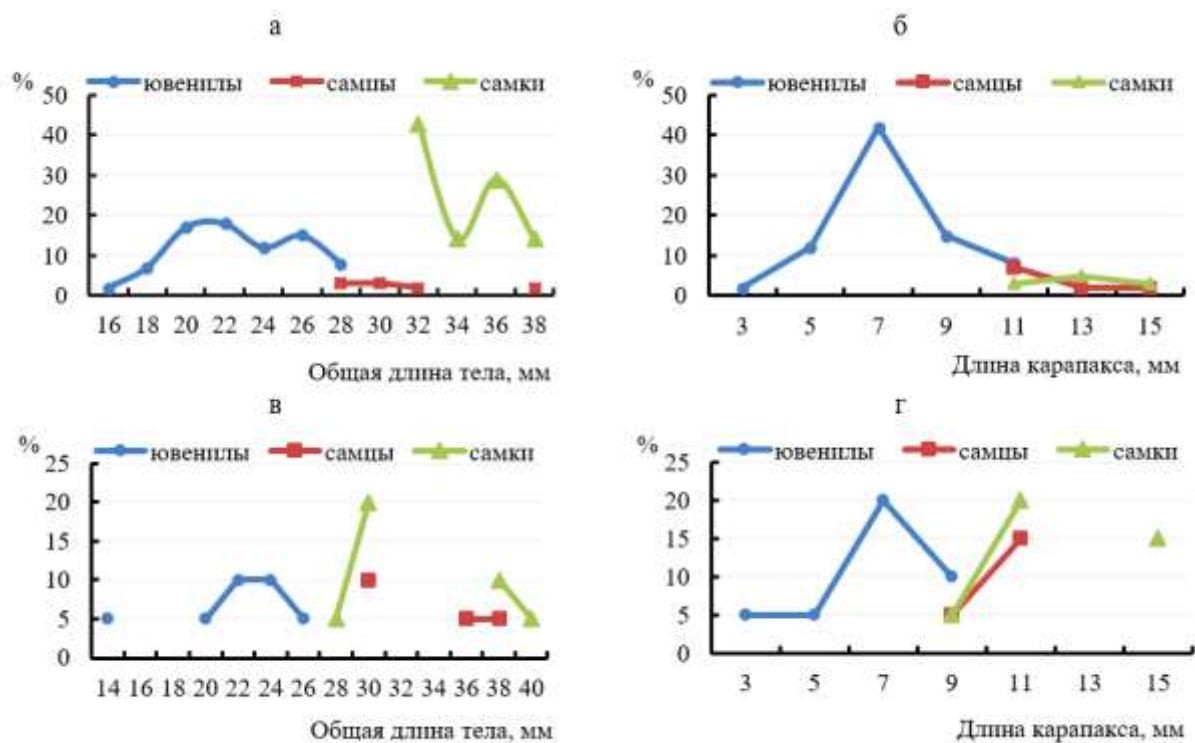 а
% ювенилы самцы самки
50
40
30
20
10
0
16 18 20 22 24 26 28 30 32 34 36 38
Общая длина тела, мм
б
% ювенилы самцы самки
50
40
30
20
10
0
3 5 7 9 11 13 15
Длина карапакса, мм
в
% ювенилы самцы самки
25
20
15
10
5
0
14 16 18 20 22 24 26 28 30 32 34 36 38 40
Общая длина тела, мм
г
% ювенилы самцы самки
25
20
15
10
5
0
3 5 7 9 11 13 15
Длина карапакса, мм